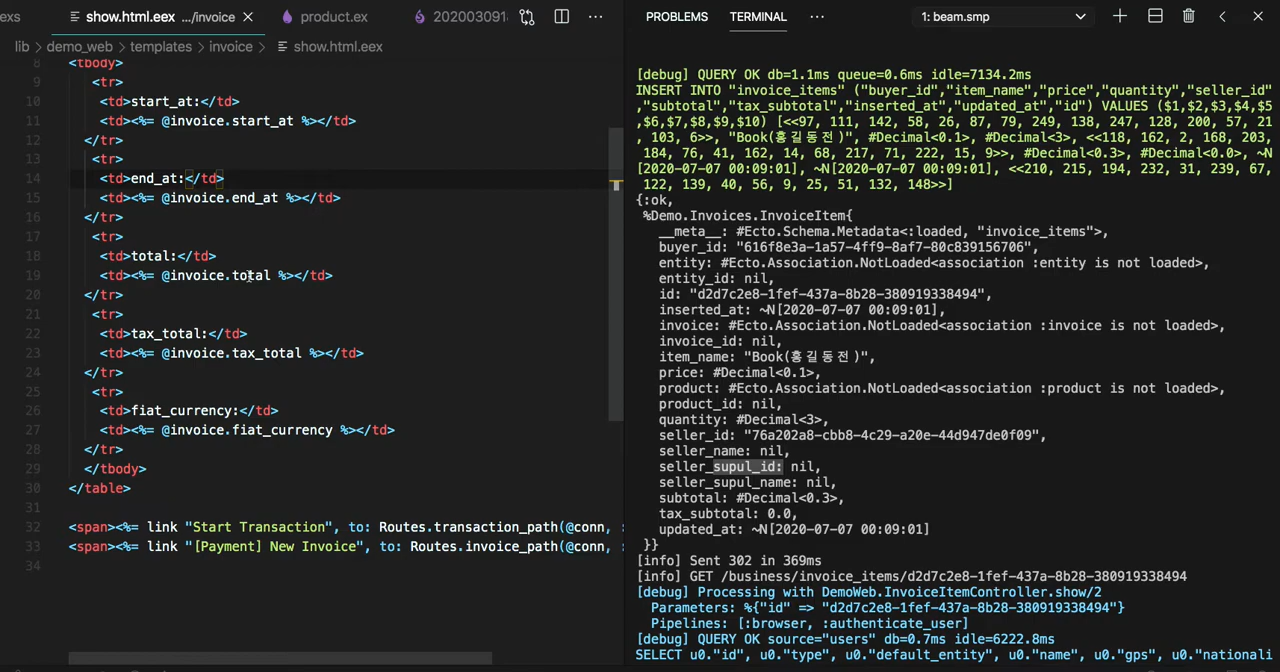 exs
show.html.eex .../invoice
product.ex
202003091
lib > demo_web > templates > invoice > show.html.eex
8 <tbody>
9 <tr>
10 <td>start_at:</td>
11 <td><%= @invoice.start_at %></td>
12 </tr>
13 <tr>
14 <td>end_at:</td>
15 <td><%= @invoice.end_at %></td>
16 </tr>
17 <tr>
18 <td>total:</td>
19 <td><%= @invoice.total %></td>
20 </tr>
21 <tr>
22 <td>tax_total:</td>
23 <td><%= @invoice.tax_total %></td>
24 </tr>
25 <tr>
26 <td>fiat_currency:</td>
27 <td><%= @invoice.fiat_currency %></td>
28 </tr>
29 </tbody>
30 </table>
31
32 <span><%= link "Start Transaction", to: Routes.transaction_path(@conn, :
33 <span><%= link "[Payment] New Invoice", to: Routes.invoice_path(@conn, :
34
PROBLEMS TERMINAL ··· 1: beam.smp
[debug] QUERY OK db=1.1ms queue=0.6ms idle=7134.2ms
INSERT INTO "invoice_items" ("buyer_id","item_name","price","quantity","seller_id"
,"subtotal","tax_subtotal","inserted_at","updated_at","id") VALUES ($1,$2,$3,$4,$5
,$6,$7,$8,$9,$10) [<<97, 111, 142, 58, 26, 87, 79, 249, 138, 247, 128, 200, 57, 21
, 103, 6>>, "Book(홍길동전)", #Decimal<0.1>, #Decimal<3>, <<118, 162, 2, 168, 203,
184, 76, 41, 162, 14, 68, 217, 71, 222, 15, 9>>, #Decimal<0.3>, #Decimal<0.0>, ~N
[2020-07-07 00:09:01], ~N[2020-07-07 00:09:01], <<210, 215, 194, 232, 31, 239, 67,
122, 139, 40, 56, 9, 25, 51, 132, 148>>]
{:ok,
%Demo.Invoices.InvoiceItem{
__meta__: #Ecto.Schema.Metadata<:loaded, "invoice_items">,
buyer_id: "616f8e3a-1a57-4ff9-8af7-80c839156706",
entity: #Ecto.Association.NotLoaded<association :entity is not loaded>,
entity_id: nil,
id: "d2d7c2e8-1fef-437a-8b28-380919338494",
inserted_at: ~N[2020-07-07 00:09:01],
invoice: #Ecto.Association.NotLoaded<association :invoice is not loaded>,
invoice_id: nil,
item_name: "Book(홍길동전)",
price: #Decimal<0.1>,
product: #Ecto.Association.NotLoaded<association :product is not loaded>,
product_id: nil,
quantity: #Decimal<3>,
seller_id: "76a202a8-cbb8-4c29-a20e-44d947de0f09",
seller_name: nil,
seller_supul_id: nil,
seller_supul_name: nil,
subtotal: #Decimal<0.3>,
tax_subtotal: 0.0,
updated_at: ~N[2020-07-07 00:09:01]
}}
[info] Sent 302 in 369ms
[info] GET /business/invoice_items/d2d7c2e8-1fef-437a-8b28-380919338494
[debug] Processing with DemoWeb.InvoiceItemController.show/2
Parameters: %{"id" => "d2d7c2e8-1fef-437a-8b28-380919338494"}
Pipelines: [:browser, :authenticate_user]
[debug] QUERY OK source="users" db=0.7ms idle=6222.8ms
SELECT u0."id", u0."type", u0."default_entity", u0."name", u0."gps", u0."nationali